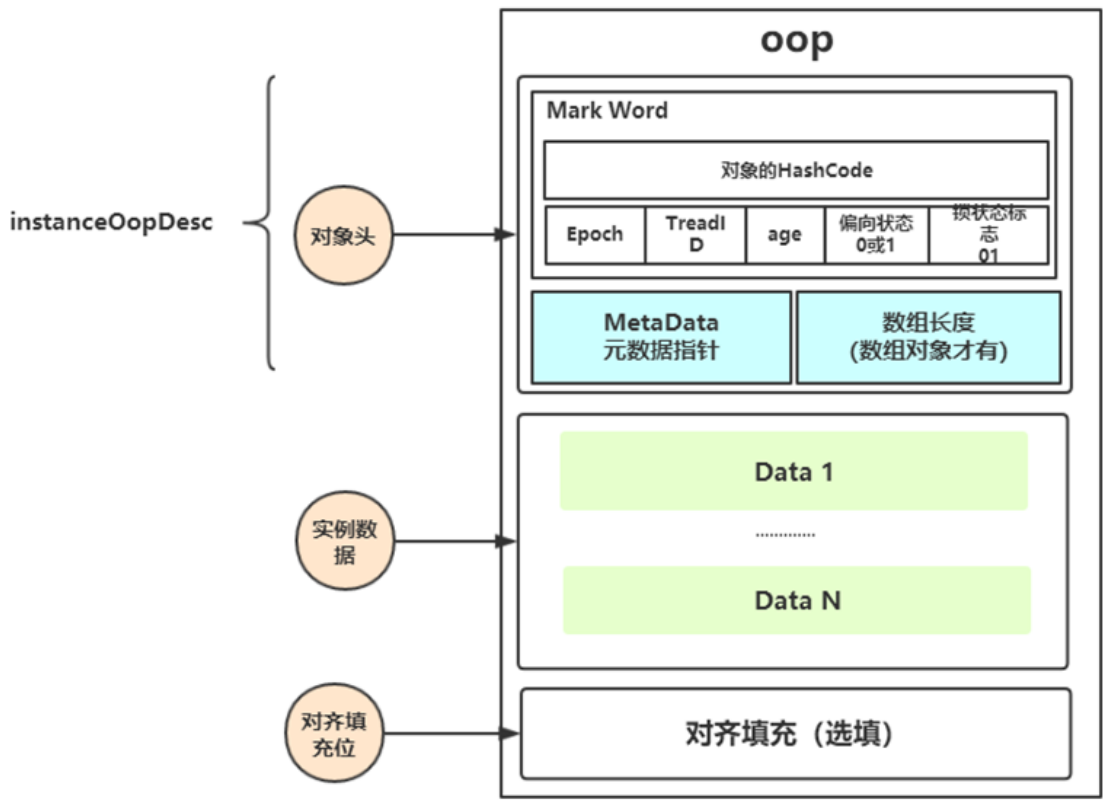 oop
Mark Word
对象的HashCode
instanceOopDesc
对象头
Epoch
TreadI
D
age
偏向状态
0或1
锁状态标
志
01
MetaData
元数据指针
数组长度
(数组对象才有)
Data 1
.............
实例数
据
Data N
对齐填
充位
对齐填充（选填）